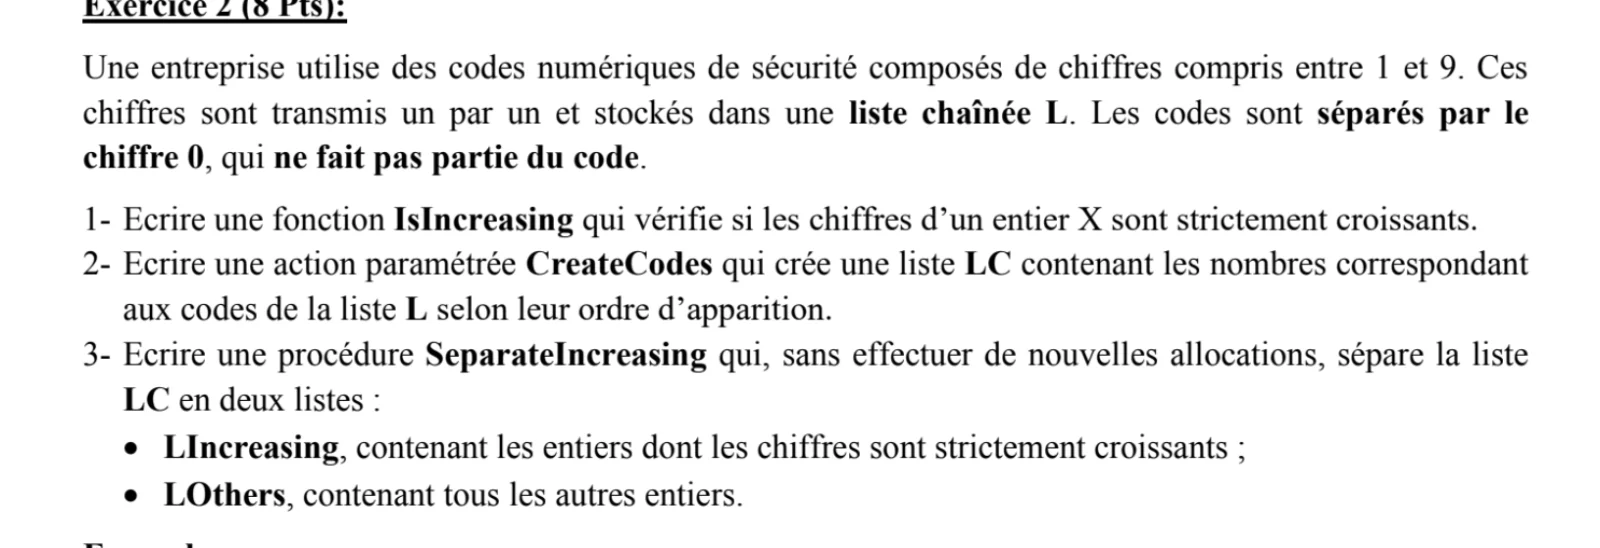 Exercice 2 (8 Pts):
Une entreprise utilise des codes numériques de sécurité composés de chiffres compris entre 1 et 9. Ces
chiffres sont transmis un par un et stockés dans une liste chaînée L. Les codes sont séparés par le
chiffre 0, qui ne fait pas partie du code.
1- Ecrire une fonction IsIncreasing qui vérifie si les chiffres d’un entier X sont strictement croissants.
2- Ecrire une action paramétrée CreateCodes qui crée une liste LC contenant les nombres correspondant
aux codes de la liste L selon leur ordre d’apparition.
3- Ecrire une procédure SeparateIncreasing qui, sans effectuer de nouvelles allocations, sépare la liste
LC en deux listes :
• LIncreasing, contenant les entiers dont les chiffres sont strictement croissants ;
• LOthers, contenant tous les autres entiers.